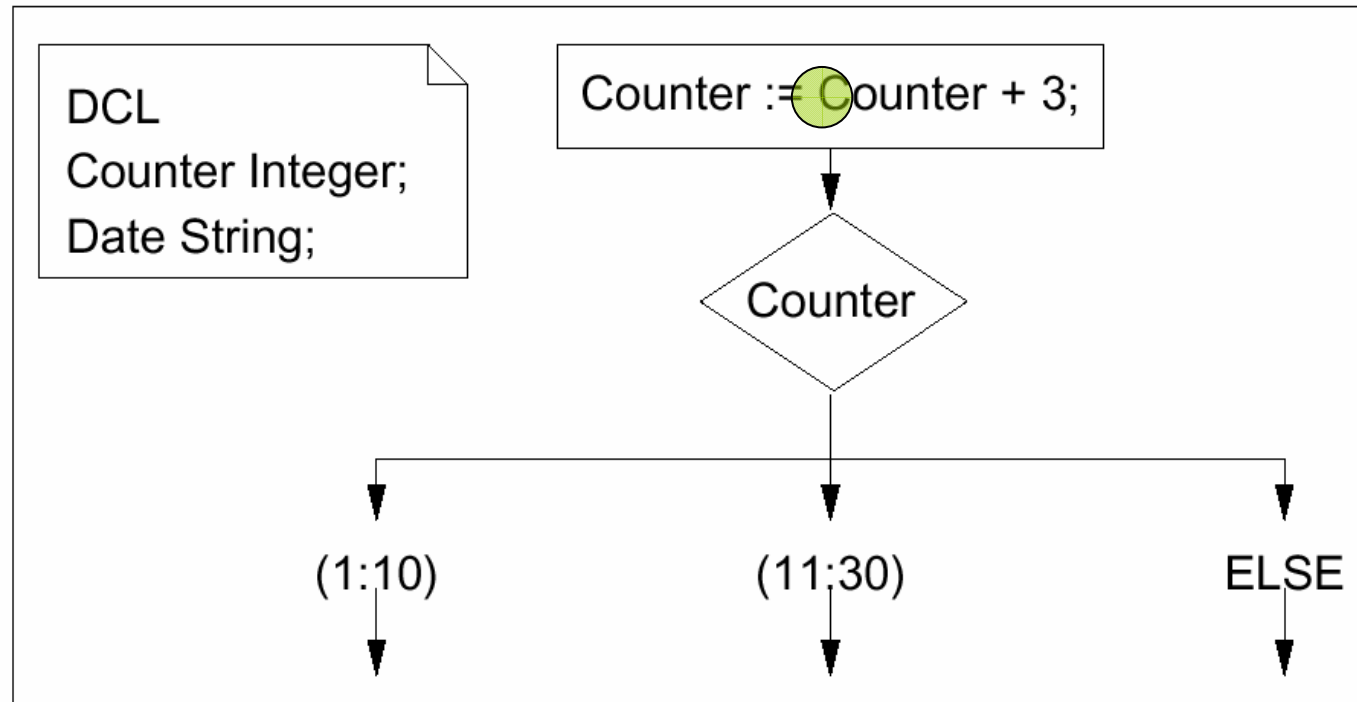 DCL
Counter Integer;
Date String;
Counter := Counter + 3;
Counter
(1:10)
(11:30)
ELSE